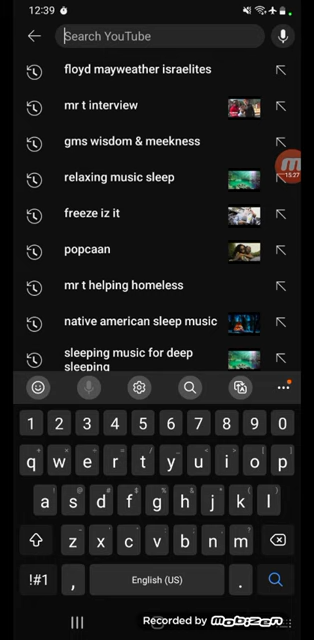 12:39
Search YouTube
floyd mayweather israelites
mr t interview
gms wisdom & meekness
15:27
relaxing music sleep
freeze iz it
popcaan
mr t helping homeless
native american sleep music
sleeping music for deep
sleeping
1 2 3 4 5 6 7 8 9 0
q w e r t y u i o p
a s d f g h j k l
z x c v b n m
!#1 , English (US) .
Recorded by Mobizen